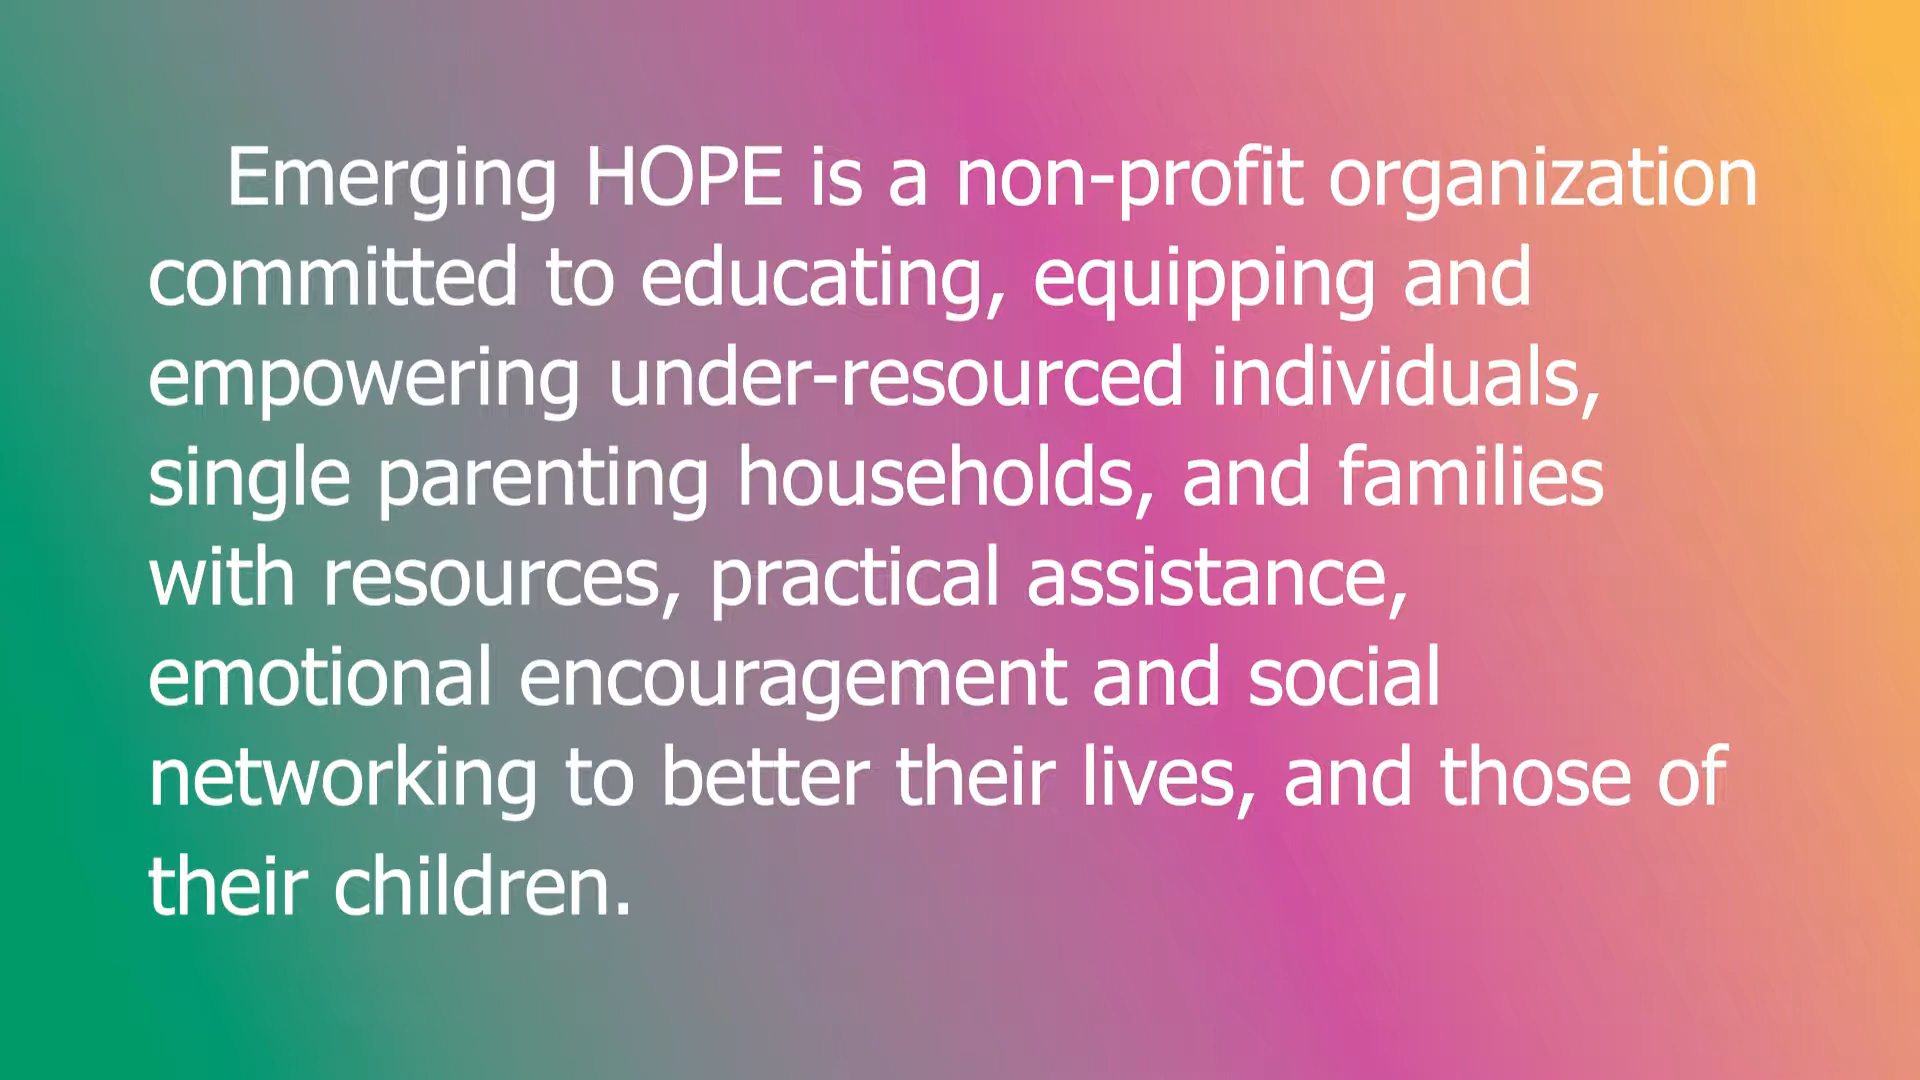 Emerging HOPE is a non-profit organization
committed to educating, equipping and
empowering under-resourced individuals,
single parenting households, and families
with resources, practical assistance,
emotional encouragement and social
networking to better their lives, and those of
their children.